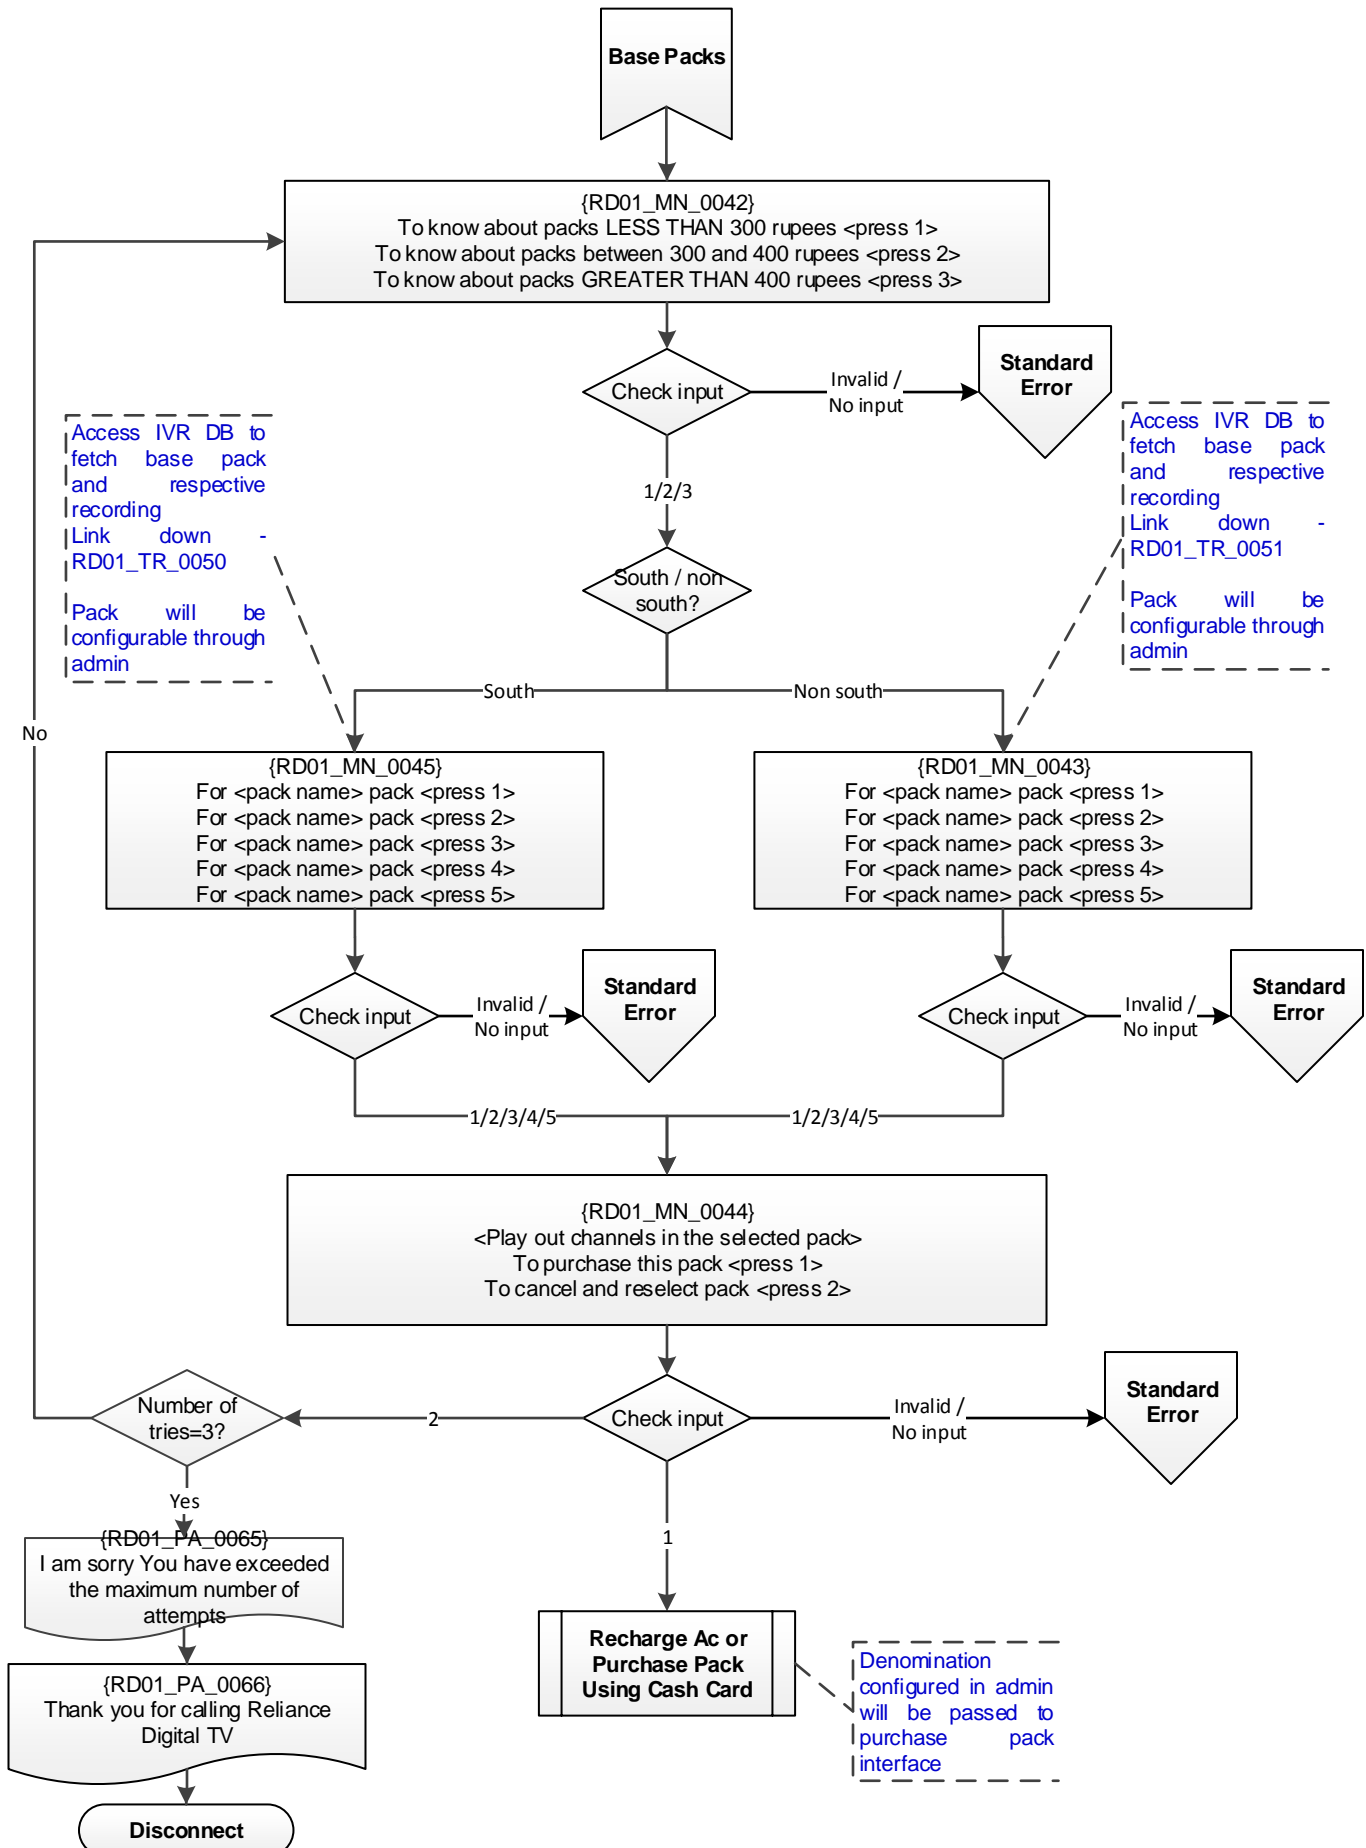 Base Packs
{RD01_MN_0042}
To know about packs LESS THAN 300 rupees <press 1>
To know about packs between 300 and 400 rupees <press 2>
To know about packs GREATER THAN 400 rupees <press 3>
Check input
Invalid /
No input
Standard
Error
Access IVR DB to
fetch base pack
and respective
recording
Link down -
RD01_TR_0050
Pack will be
configurable through
admin
Access IVR DB to
fetch base pack
and respective
recording
Link down -
RD01_TR_0051
Pack will be
configurable through
admin
1/2/3
South / non
south?
South
Non south
No
{RD01_MN_0045}
For <pack name> pack <press 1>
For <pack name> pack <press 2>
For <pack name> pack <press 3>
For <pack name> pack <press 4>
For <pack name> pack <press 5>
{RD01_MN_0043}
For <pack name> pack <press 1>
For <pack name> pack <press 2>
For <pack name> pack <press 3>
For <pack name> pack <press 4>
For <pack name> pack <press 5>
Check input
Invalid /
No input
Standard
Error
Check input
Invalid /
No input
Standard
Error
1/2/3/4/5
1/2/3/4/5
{RD01_MN_0044}
<Play out channels in the selected pack>
To purchase this pack <press 1>
To cancel and reselect pack <press 2>
Number of
tries=3?
2
Check input
Invalid /
No input
Standard
Error
Yes
1
{RD01_PA_0065}
I am sorry You have exceeded
the maximum number of
attempts
Recharge Ac or
Purchase Pack
Using Cash Card
Denomination
configured in admin
will be passed to
purchase pack
interface
{RD01_PA_0066}
Thank you for calling Reliance
Digital TV
Disconnect